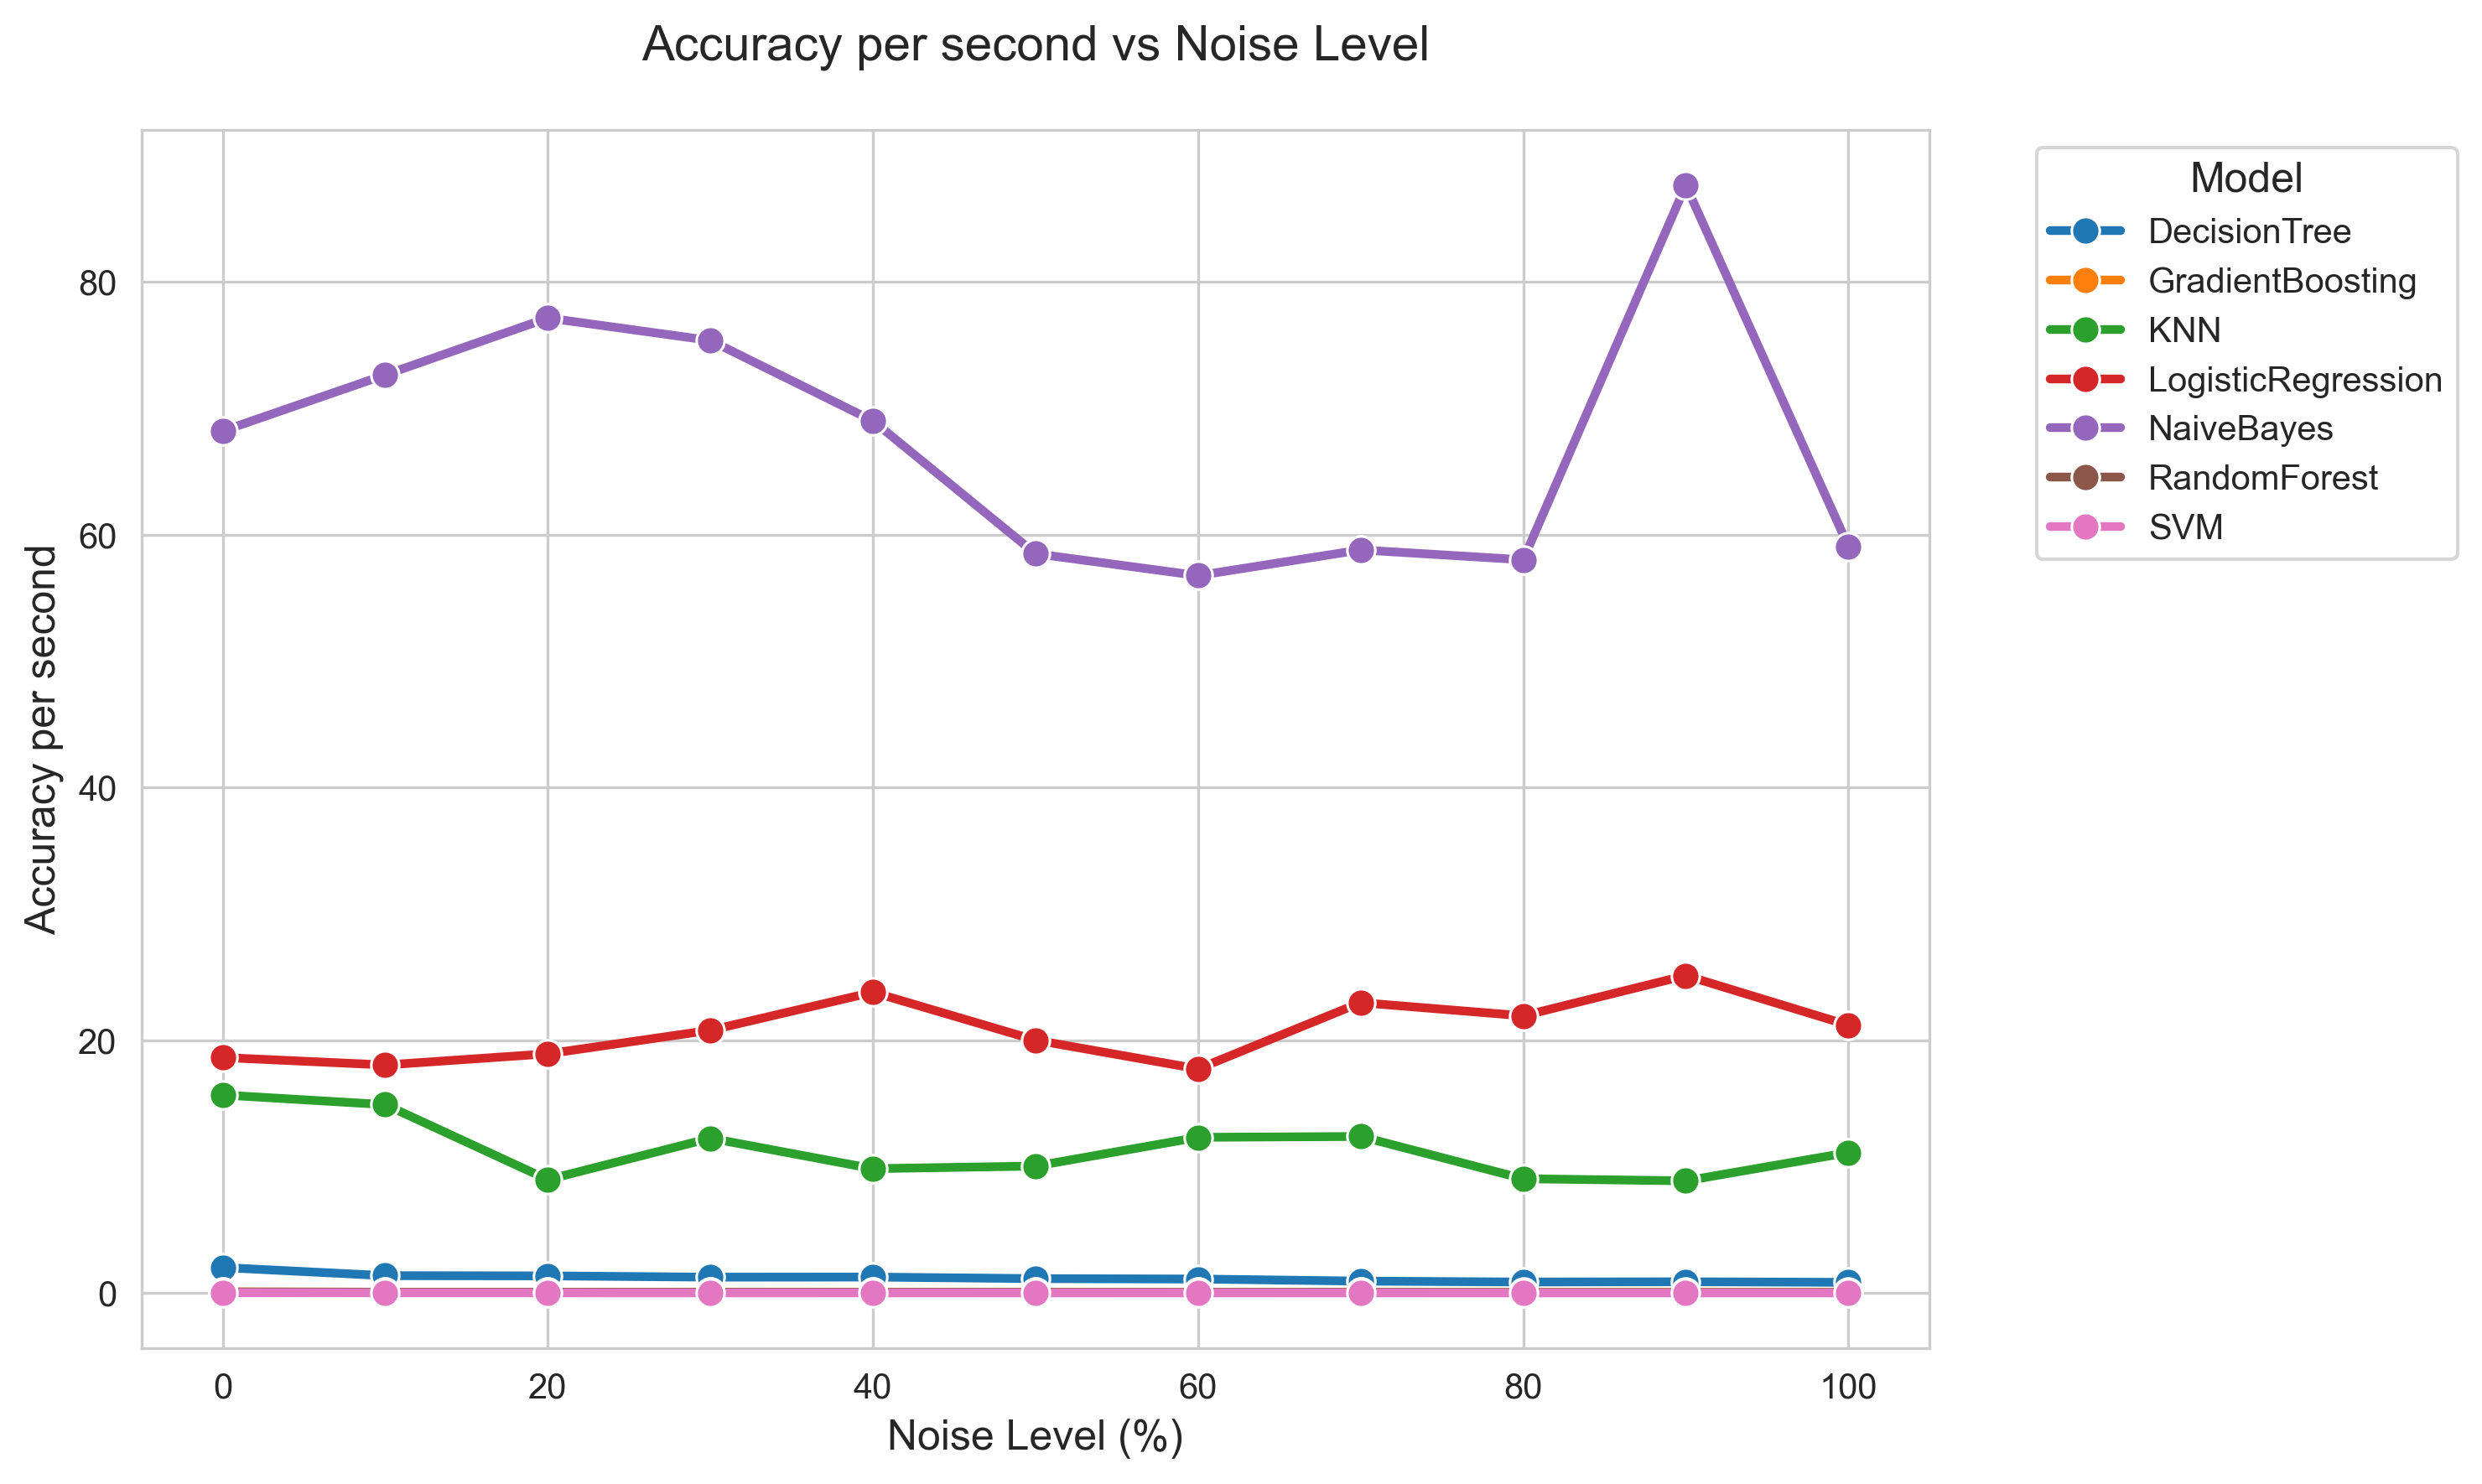 Accuracy per second vs Noise Level
Accuracy per second
80
60
40
20
0
0
20
40
60
80
100
Noise Level (%)
Model
DecisionTree
GradientBoosting
KNN
LogisticRegression
NaiveBayes
RandomForest
SVM